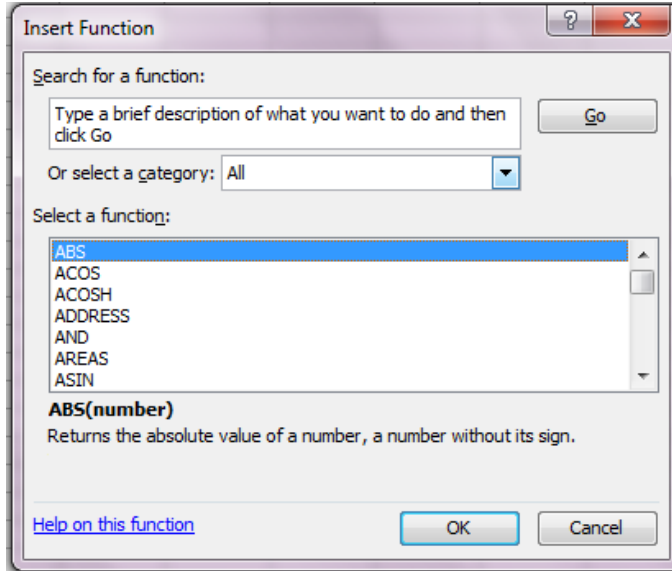 Insert Function
?
X
Search for a function:
Type a brief description of what you want to do and then
click Go
Go
Or select a category: All
Select a function:
ABS
ACOS
ACOSH
ADDRESS
AND
AREAS
ASIN
ABS(number)
Returns the absolute value of a number, a number without its sign.
Help on this function
OK
Cancel